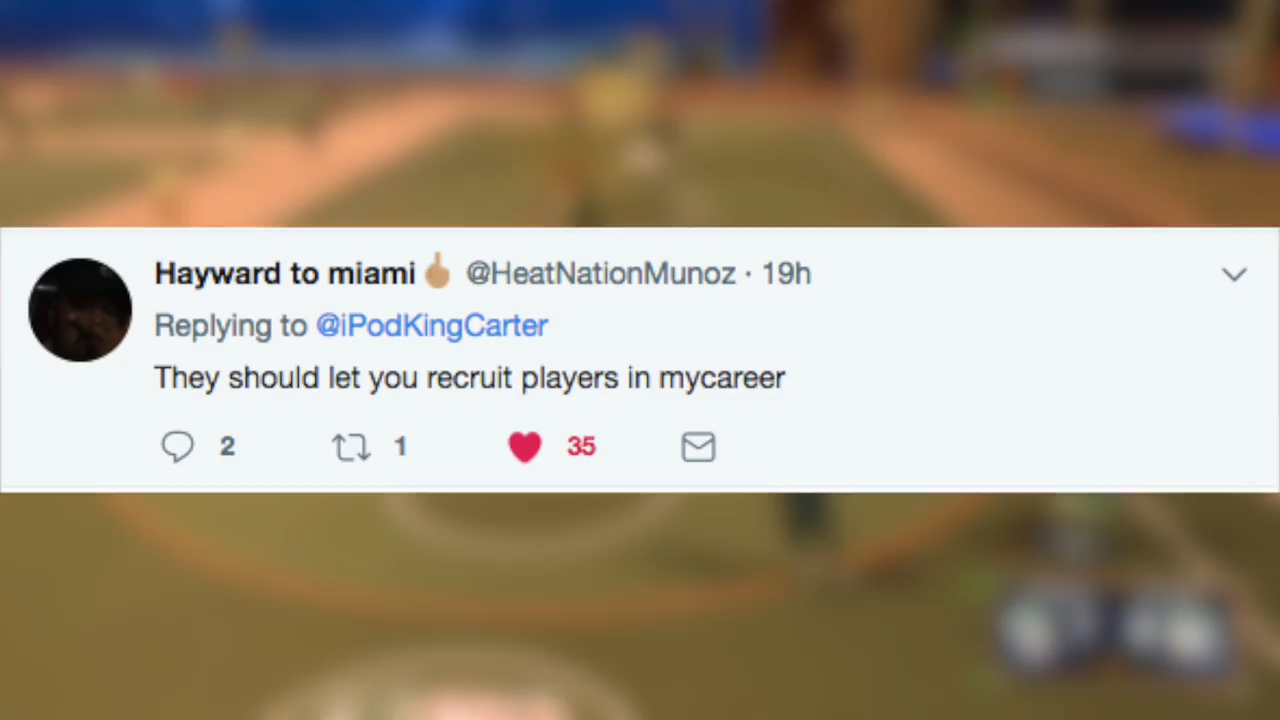 Hayward to miami🖕🏽 @HeatNationMunoz · 19h
Replying to @iPodKingCarter
They should let you recruit players in mycareer
2 1 35